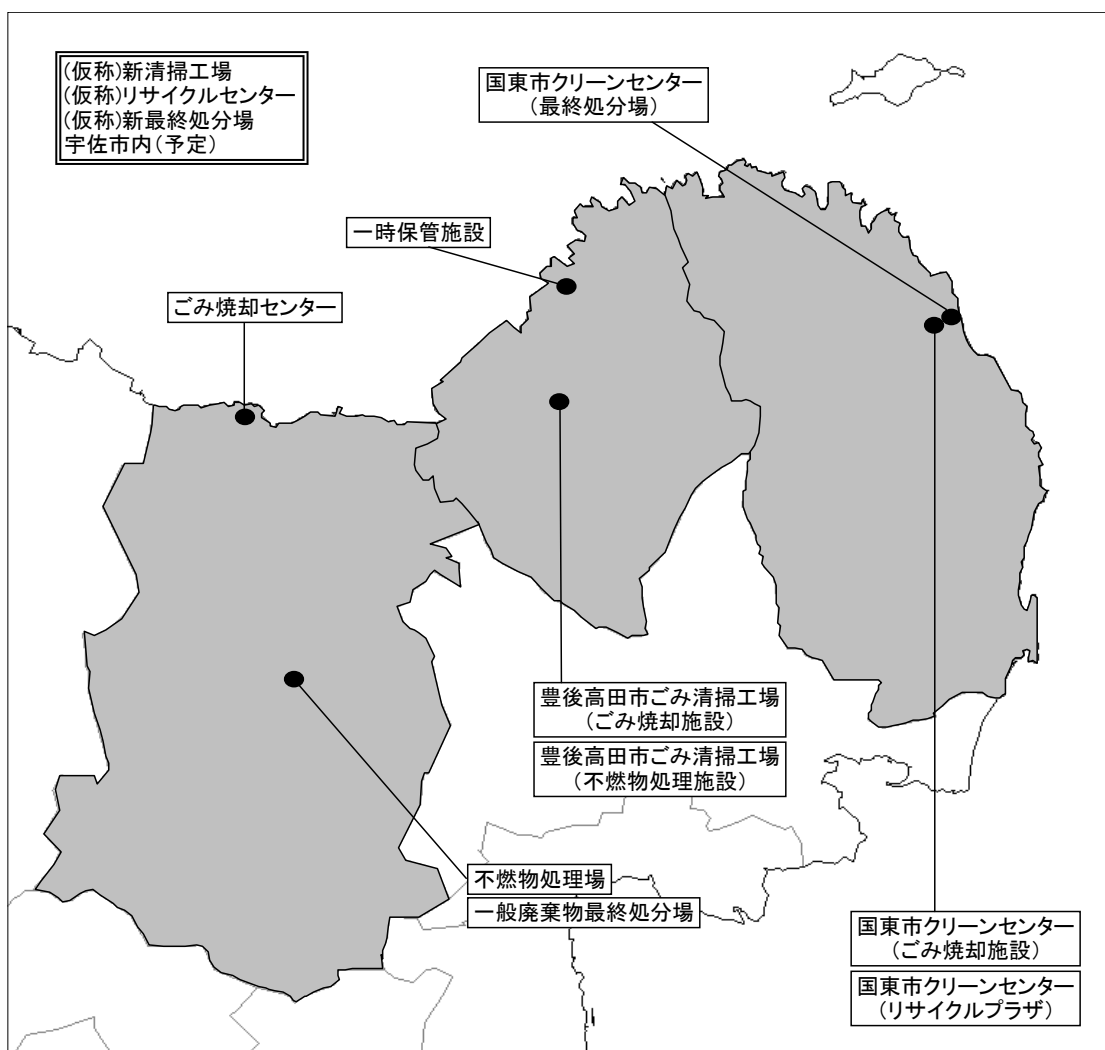 (仮称)新清掃工場
(仮称)リサイクルセンター
(仮称)新最終処分場
宇佐市内(予定)
国東市クリーンセンター
(最終処分場)
一時保管施設
ごみ焼却センター
豊後高田市ごみ清掃工場
(ごみ焼却施設)
豊後高田市ごみ清掃工場
(不燃物処理施設)
不燃物処理場
一般廃棄物最終処分場
国東市クリーンセンター
(ごみ焼却施設)
国東市クリーンセンター
(リサイクルプラザ)